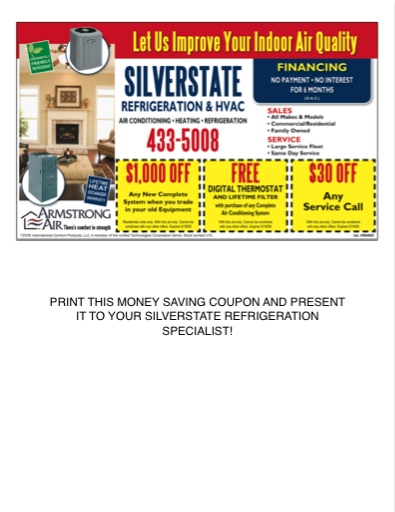 Let Us Improve Your Indoor Air Quality
FRIENDLY
REFRIGERANT
SILVERSTATE
REFRIGERATION & HVAC
AIR CONDITIONING • HEATING • REFRIGERATION
433-5008
FINANCING
NO PAYMENT • NO INTEREST
FOR 6 MONTHS
(O.A.C.)
SALES
• All Makes & Models
• Commercial/Residential
• Family Owned
SERVICE
• Large Service Fleet
• Same Day Service
LIFETIME
HEAT
EXCHANGER
WARRANTY
ARMSTRONG
AIR
There's comfort in strength
$1,000 OFF
Any New Complete
System when you trade
in your old Equipment
FREE
DIGITAL THERMOSTAT
AND LIFETIME FILTER
with purchase of any Complete
Air Conditioning System
$30 OFF
Any
Service Call
PRINT THIS MONEY SAVING COUPON AND PRESENT
IT TO YOUR SILVERSTATE REFRIGERATION
SPECIALIST!